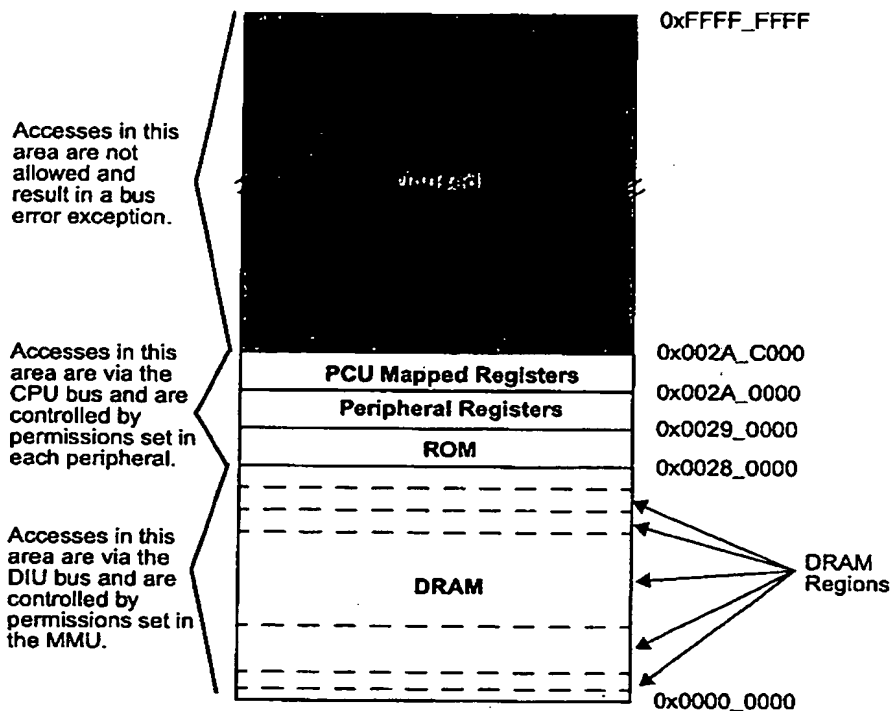 0xFFFF_FFFF
Accesses in this
area are not
allowed and
result in a bus
error exception.
0x002A_C000
Accesses in this
area are via the
CPU bus and are
controlled by
permissions set in
each peripheral.
PCU Mapped Registers
0x002A_0000
Peripheral Registers
0x0029_0000
ROM
0x0028_0000
Accesses in this
area are via the
DIU bus and are
controlled by
permissions set in
the MMU.
DRAM
DRAM
Regions
0x0000_0000